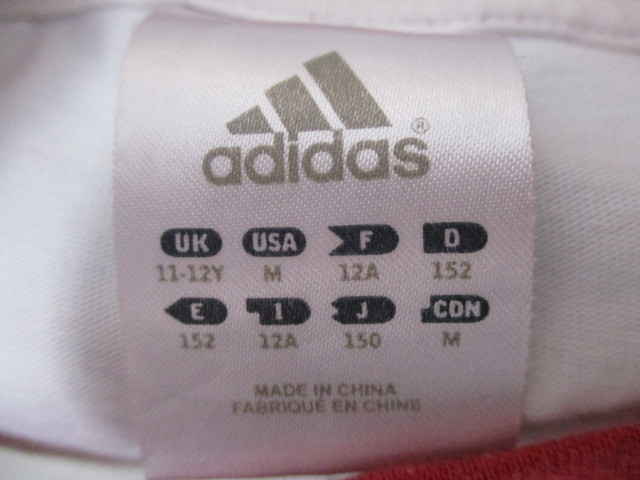 adidas®
UK USA F D
11-12Y M 12A 152
E I J CDN
152 12A 150 M
MADE IN CHINA
FABRIQUÉ EN CHINE